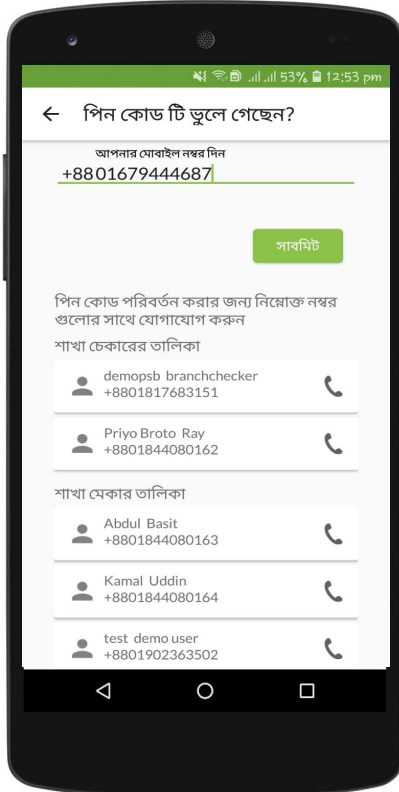 53% 12:53 pm
পিন কোড টি ভুলে গেছেন?
আপনার মোবাইল নম্বর দিন
+8801679444687
সাবমিট
পিন কোড পরিবর্তন করার জন্য নিম্নোক্ত নম্বর
গুলোর সাথে যোগাযোগ করুন
শাখা চেকারের তালিকা
demopsb branchchecker
+8801817683151
Priyo Broto Ray
+8801844080162
শাখা মেকার তালিকা
Abdul Basit
+8801844080163
Kamal Uddin
+8801844080164
test demo user
+8801902363502